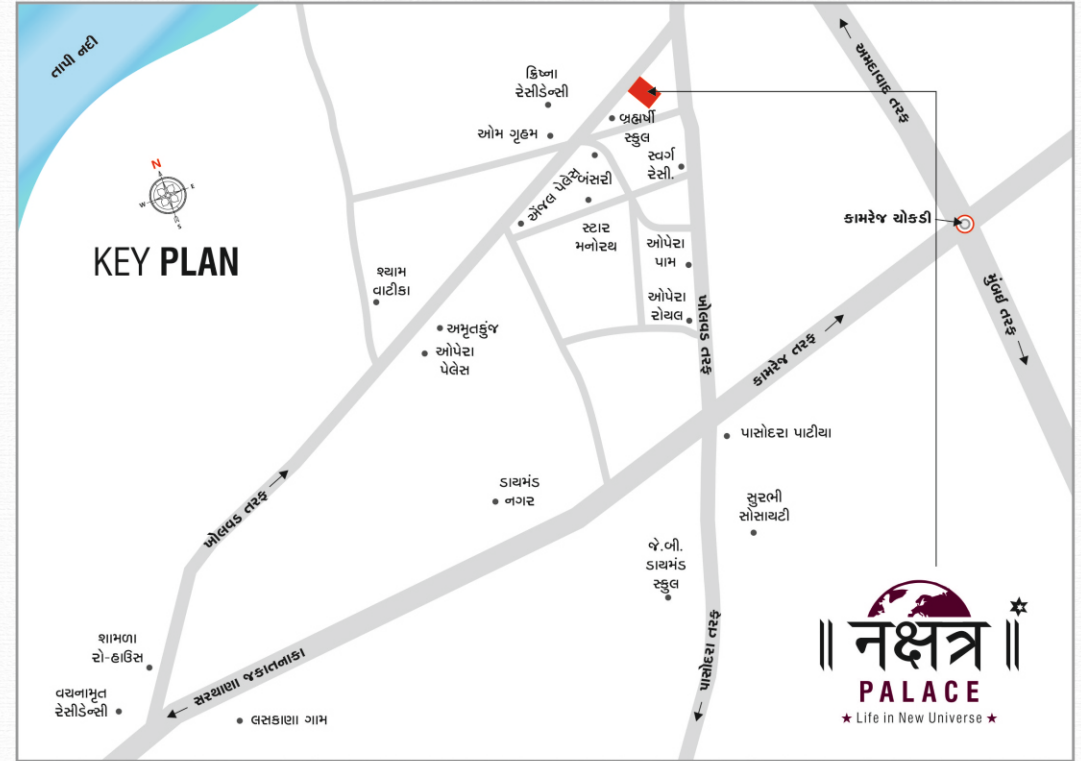 તાપી નદી
N
E
W
S
KEY PLAN
ક્રિષ્ના
રેસીડેન્સી
ઓમ ગૃહમ
બ્રહ્મર્ષી
સ્કુલ
સ્વર્ગ
રેસી.
બંસરી
એંજલ પેલેસ
સ્ટાર
મનોરથ
ઓપેરા
પામ
ઓપેરા
રોયલ
અમદાવાદ તરફ
કામરેજ ચોકડી
મુંબઈ તરફ
શ્યામ
વાટીકા
અમૃતકુંજ
ઓપેરા
પેલેસ
ખોલવડ તરફ
કામરેજ તરફ
પાસોદરા પાટીયા
ડાયમંડ
નગર
સુરભી
સોસાયટી
ખોલવડ તરફ
જે.બી.
ડાયમંડ
સ્કુલ
પાસોદરા તરફ
શામળા
રો-હાઉસ
વચનામૃત
રેસીડેન્સી
સરથાણા જકાતનાકા
લસકાણા ગામ
॥ नक्षत्र ॥
PALACE
★ Life in New Universe ★